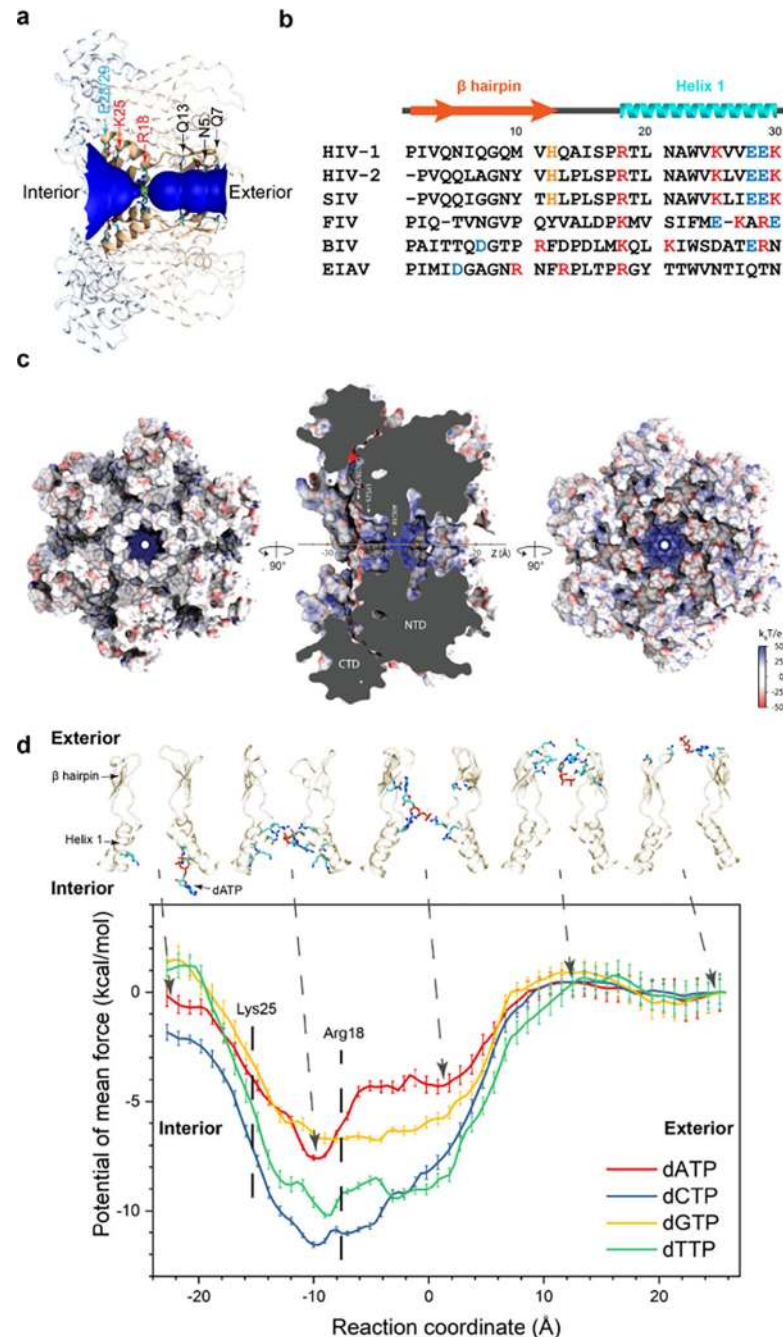 a
E28/29
K25
R18
Q13
N5
Q7
Interior
Exterior
b
β hairpin
Helix 1
10 20 30
HIV-1 PIVQNIQGQM VHQAISPRTL NAWVKVVEEK
HIV-2 -PVQQLAGNY THLPLSPRTL NAWVKLIEEK
SIV -PVQQIGGNY VHLPLSPRTL NAWVKLIEEK
FIV PIQ-TVNGVP QYVALDPKMV SIFME-KARE
BIV PAITTQDGTP RFDPDLMKQL KIWSDATERN
EIAV PIMIDGAGNR NFRPLTPRGY TTWVNTIQTN
c
90°
-30
-20
Z (Å)
90°
NTD
CTD
kbT/e
50
25
0
-25
-50
d
Exterior
β hairpin
Helix 1
Interior
dATP
Potential of mean force (kcal/mol)
0
-5
-10
Lys25
Arg18
Interior
Exterior
dATP
dCTP
dGTP
dTTP
-20 -10 0 10 20
Reaction coordinate (Å)